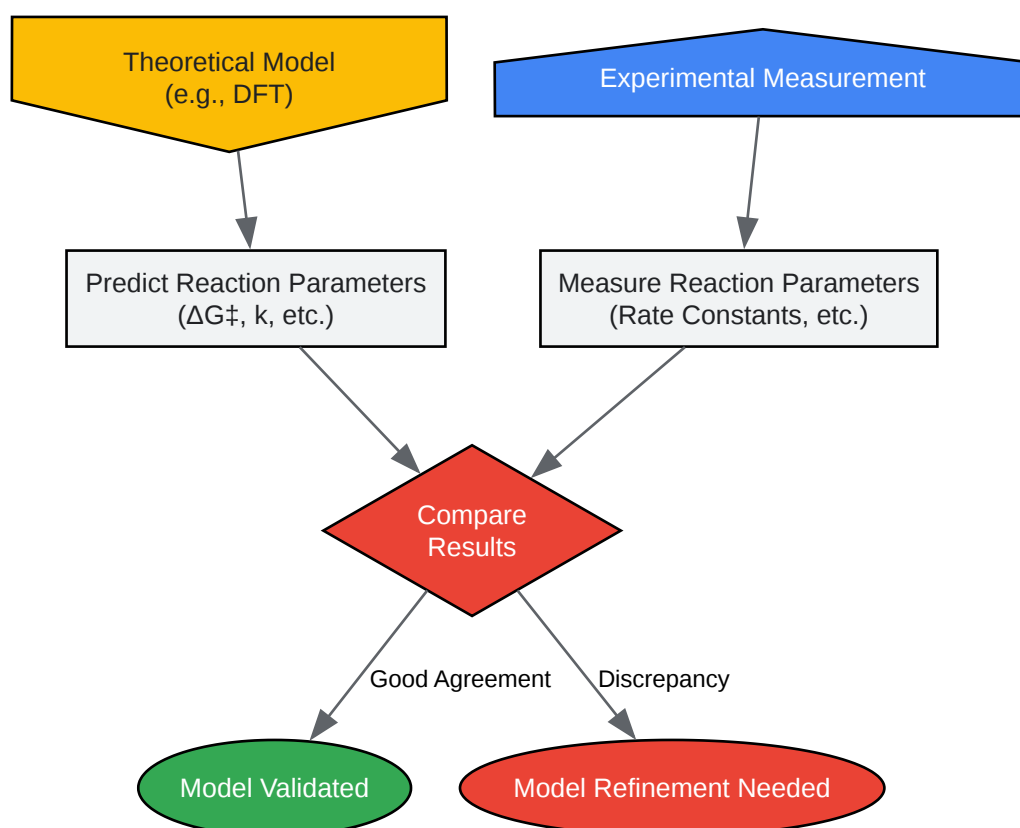 Theoretical Model
(e.g., DFT)
Experimental Measurement
Predict Reaction Parameters
(ΔG‡, k, etc.)
Measure Reaction Parameters
(Rate Constants, etc.)
Compare
Results
Good Agreement
Discrepancy
Model Validated
Model Refinement Needed